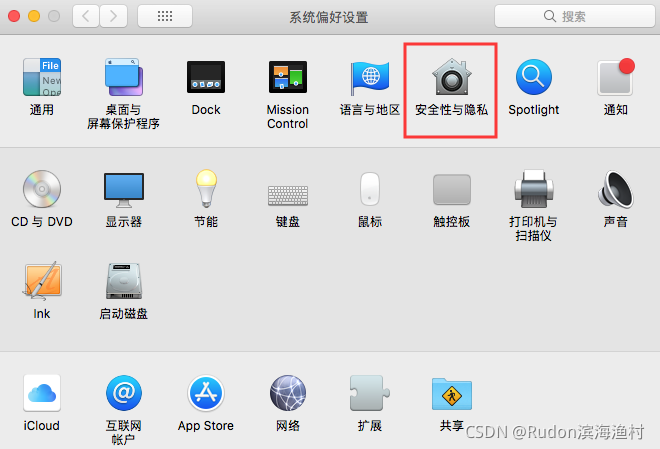 系统偏好设置
搜索
File
New
Ope
通用
桌面与
屏幕保护程序
Dock
Mission
Control
语言与地区
安全性与隐私
Spotlight
通知
CD 与 DVD
显示器
节能
键盘
鼠标
触控板
打印机与
扫描仪
声音
Ink
启动磁盘
iCloud
互联网
帐户
App Store
网络
扩展
共享
CSDN @Rudon滨海渔村